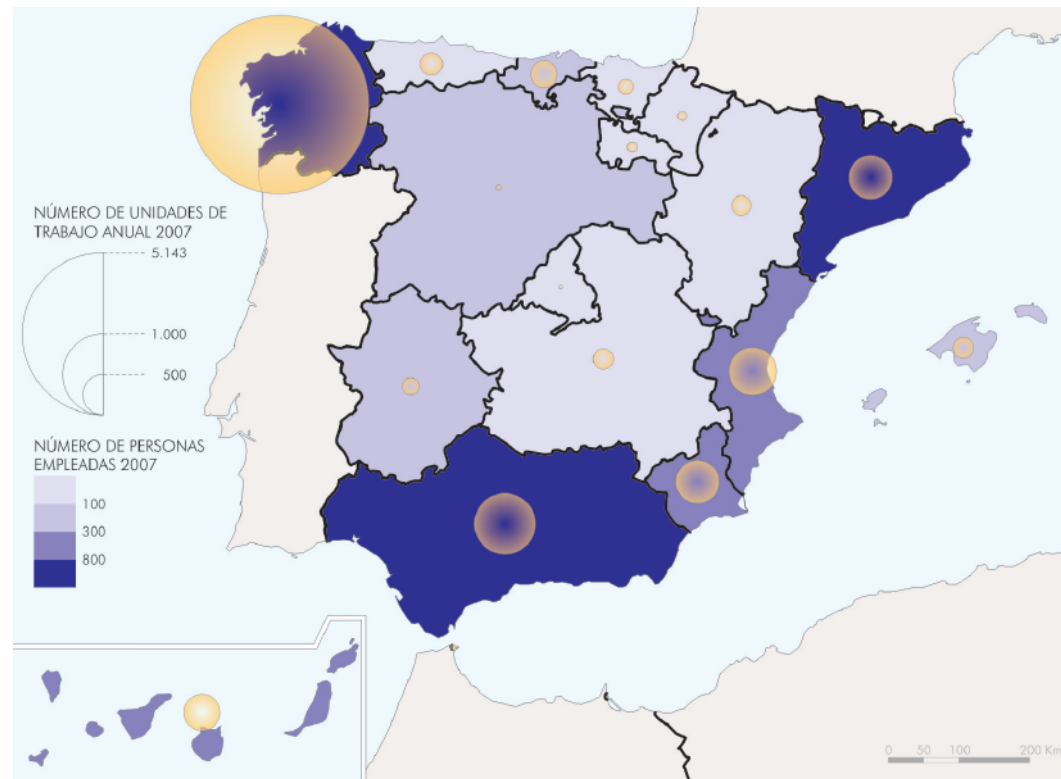 NÚMERO DE UNIDADES DE
TRABAJO ANUAL 2007
5.143
1.000
500
NÚMERO DE PERSONAS
EMPLEADAS 2007
100
300
800
0 50 100 200 Km